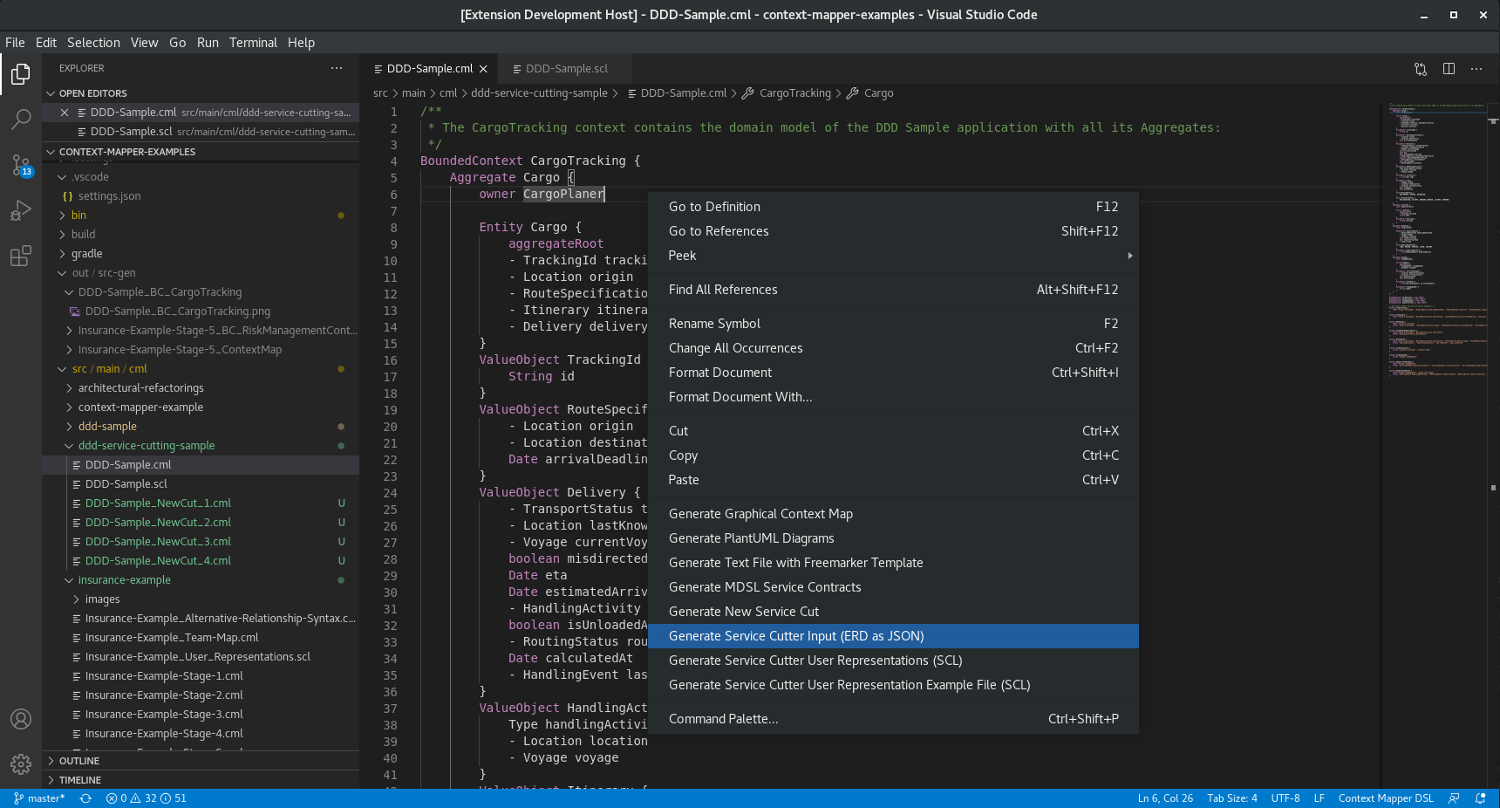 [Extension Development Host] - DDD-Sample.cml - context-mapper-examples - Visual Studio Code
File Edit Selection View Go Run Terminal Help
EXPLORER ...
OPEN EDITORS
DDD-Sample.cml src/main/cml/ddd-service-cutting-sa...
DDD-Sample.scl src/main/cml/ddd-service-cutting-sam...
CONTEXT-MAPPER-EXAMPLES
.vscode
{} settings.json
bin
build
gradle
out / src-gen
DDD-Sample_BC_CargoTracking
DDD-Sample_BC_CargoTracking.png
Insurance-Example-Stage-5_BC_RiskManagementCont...
Insurance-Example-Stage-5_ContextMap
src / main / cml
architectural-refactorings
context-mapper-example
ddd-sample
ddd-service-cutting-sample
DDD-Sample.cml
DDD-Sample.scl
DDD-Sample_NewCut_1.cml U
DDD-Sample_NewCut_2.cml U
DDD-Sample_NewCut_3.cml U
DDD-Sample_NewCut_4.cml U
insurance-example
images
Insurance-Example_Alternative-Relationship-Syntax.c...
Insurance-Example_Team-Map.cml
Insurance-Example_User_Representations.scl
Insurance-Example-Stage-1.cml
Insurance-Example-Stage-2.cml
Insurance-Example-Stage-3.cml
Insurance-Example-Stage-4.cml
OUTLINE
TIMELINE
13
DDD-Sample.cml DDD-Sample.scl
src > main > cml > ddd-service-cutting-sample > DDD-Sample.cml > CargoTracking > Cargo
1 /**
2 * The CargoTracking context contains the domain model of the DDD Sample application with all its Aggregates:
3 */
4 BoundedContext CargoTracking {
5 Aggregate Cargo {
6 owner CargoPlaner
7
8 Entity Cargo {
9 aggregateRoot
10 - TrackingId tracki
11 - Location origin
12 - RouteSpecificatio
13 - Itinerary itinera
14 - Delivery delivery
15 }
16 ValueObject TrackingId
17 String id
18 }
19 ValueObject RouteSpecif
20 - Location origin
21 - Location destinat
22 Date arrivalDeadlin
23 }
24 ValueObject Delivery {
25 - TransportStatus t
26 - Location lastKnow
27 - Voyage currentVoy
28 boolean misdirected
29 Date eta
30 Date estimatedArriv
31 - HandlingActivity
32 boolean isUnloadedA
33 - RoutingStatus rou
34 Date calculatedAt
35 - HandlingEvent las
36 }
37 ValueObject HandlingAct
38 Type handlingActivi
39 - Location location
40 - Voyage voyage
41 }
Go to Definition F12
Go to References Shift+F12
Peek
Find All References Alt+Shift+F12
Rename Symbol F2
Change All Occurrences Ctrl+F2
Format Document Ctrl+Shift+I
Format Document With...
Cut Ctrl+X
Copy Ctrl+C
Paste Ctrl+V
Generate Graphical Context Map
Generate PlantUML Diagrams
Generate Text File with Freemarker Template
Generate MDSL Service Contracts
Generate New Service Cut
Generate Service Cutter Input (ERD as JSON)
Generate Service Cutter User Representations (SCL)
Generate Service Cutter User Representation Example File (SCL)
Command Palette... Ctrl+Shift+P
master* 0 32 51 Ln 6, Col 26 Tab Size: 4 UTF-8 LF Context Mapper DSL